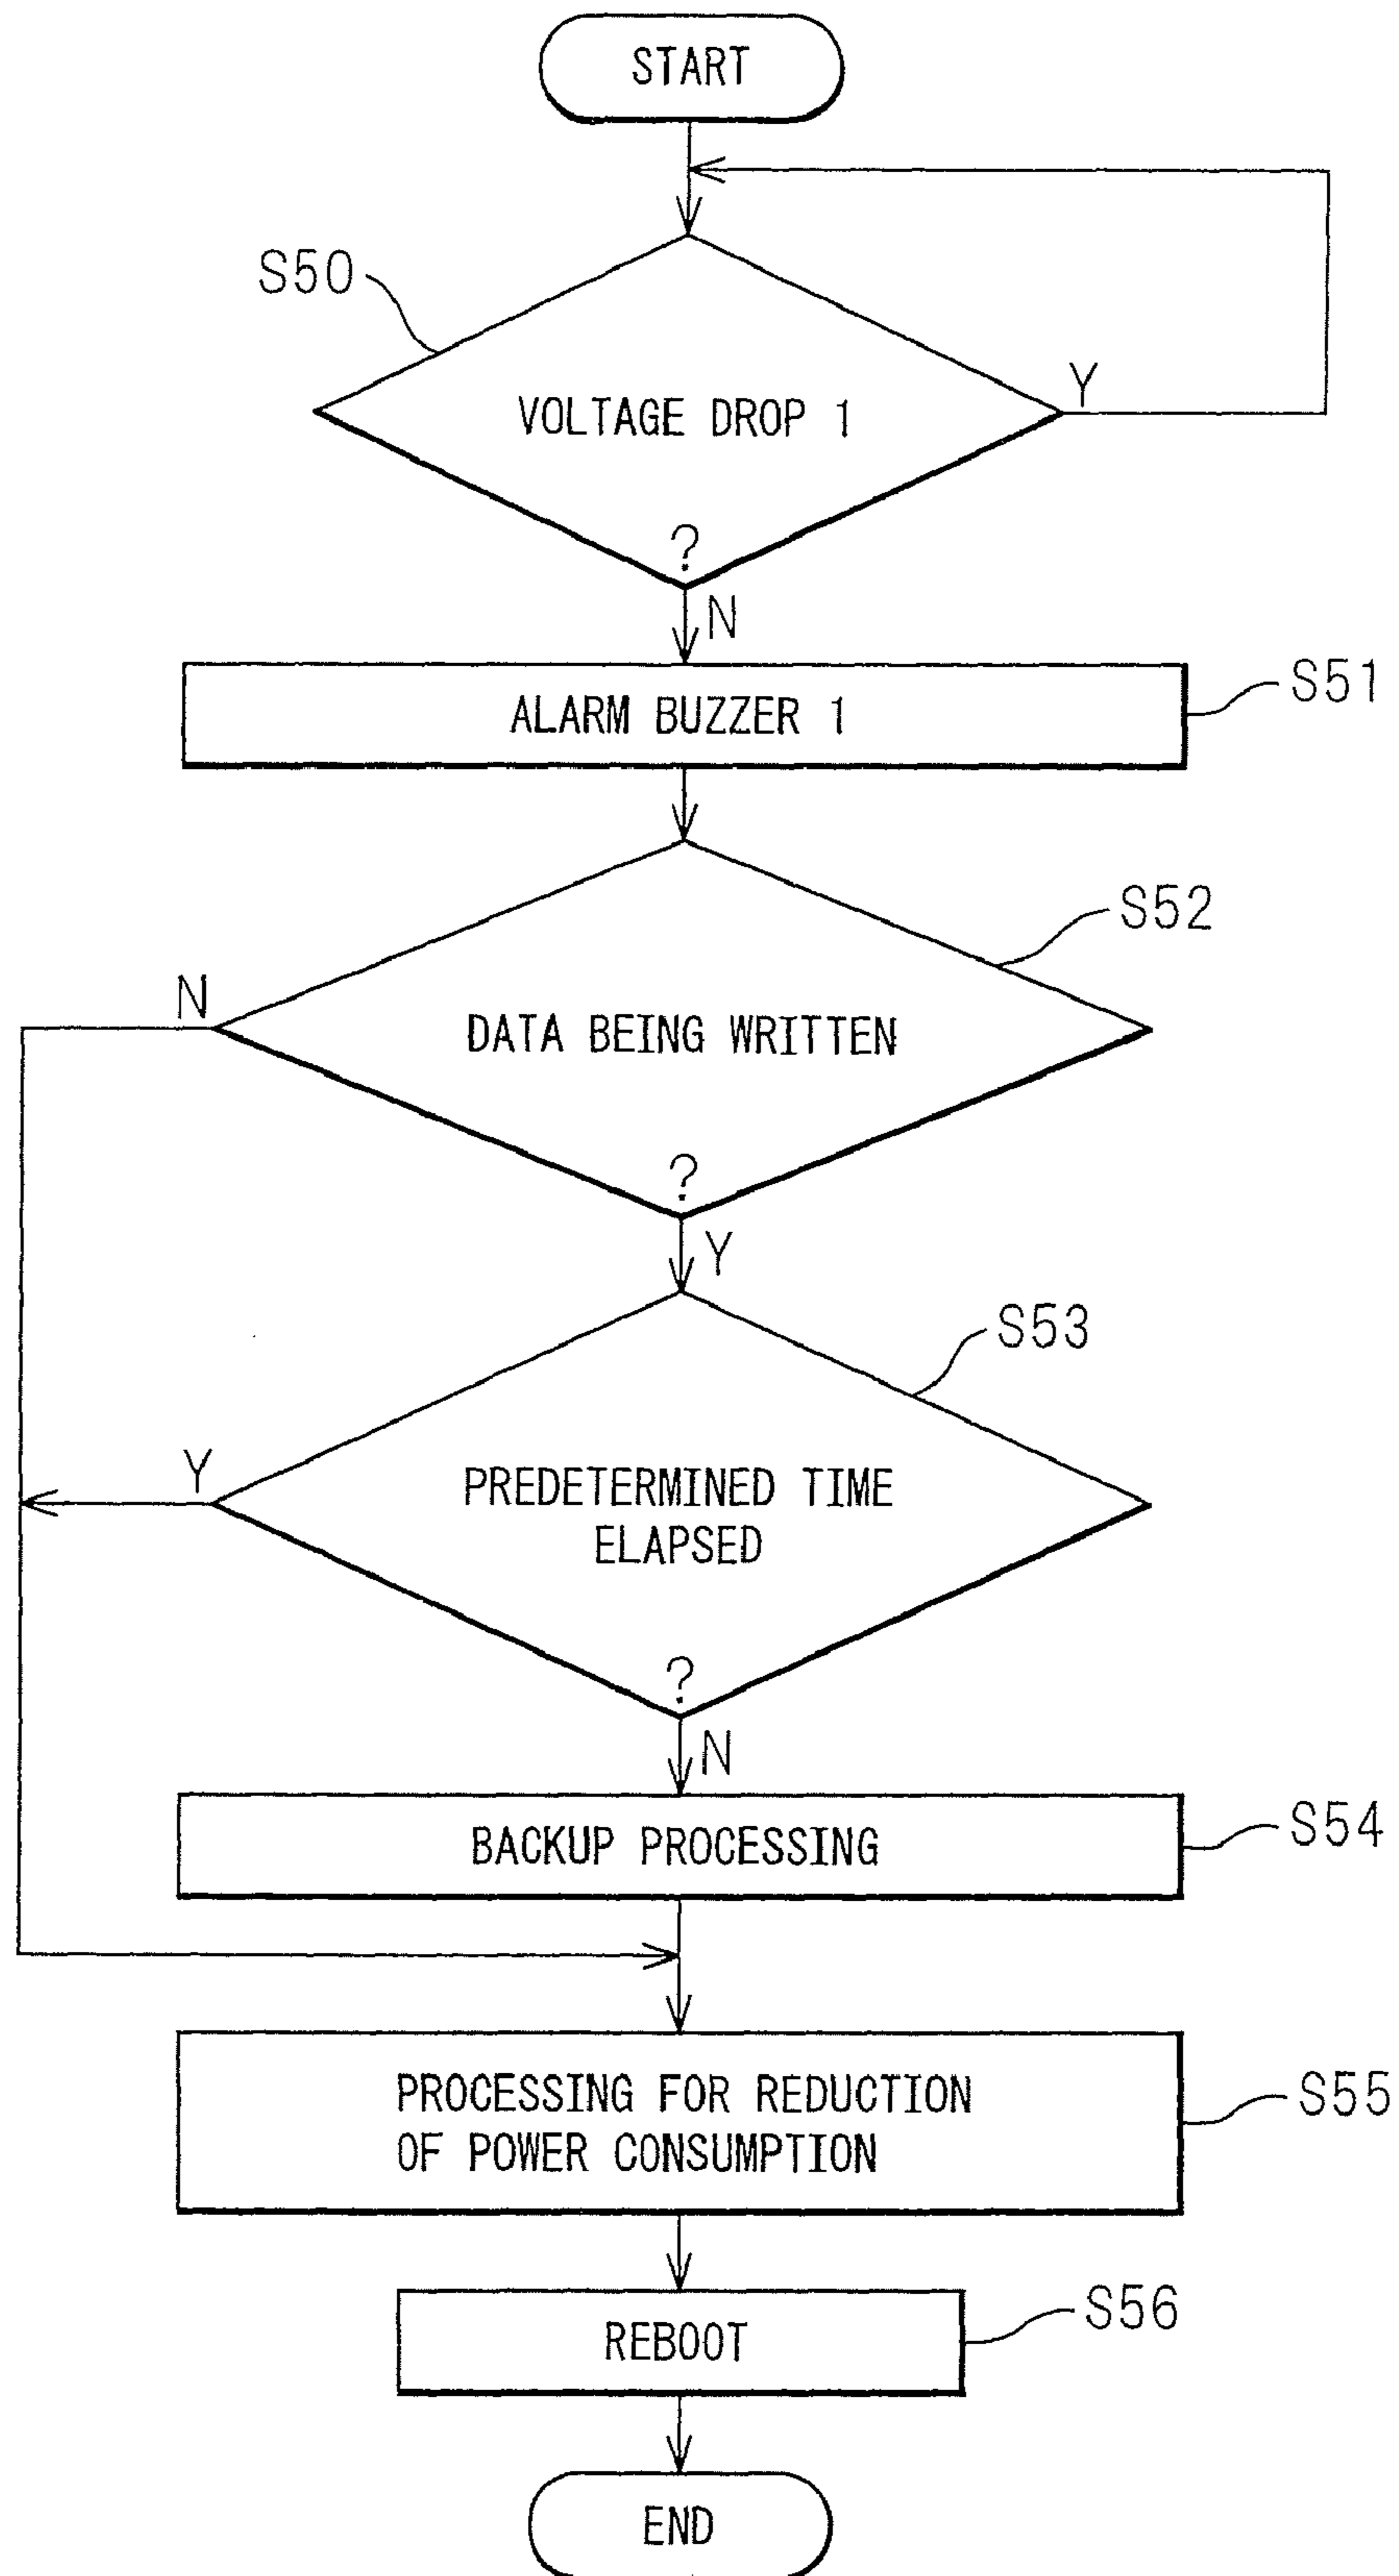 START
S50
VOLTAGE DROP 1
Y
?
N
ALARM BUZZER 1
S51
S52
N
DATA BEING WRITTEN
?
Y
S53
Y
PREDETERMINED TIME
ELAPSED
?
N
BACKUP PROCESSING
S54
PROCESSING FOR REDUCTION
OF POWER CONSUMPTION
S55
REBOOT
S56
END